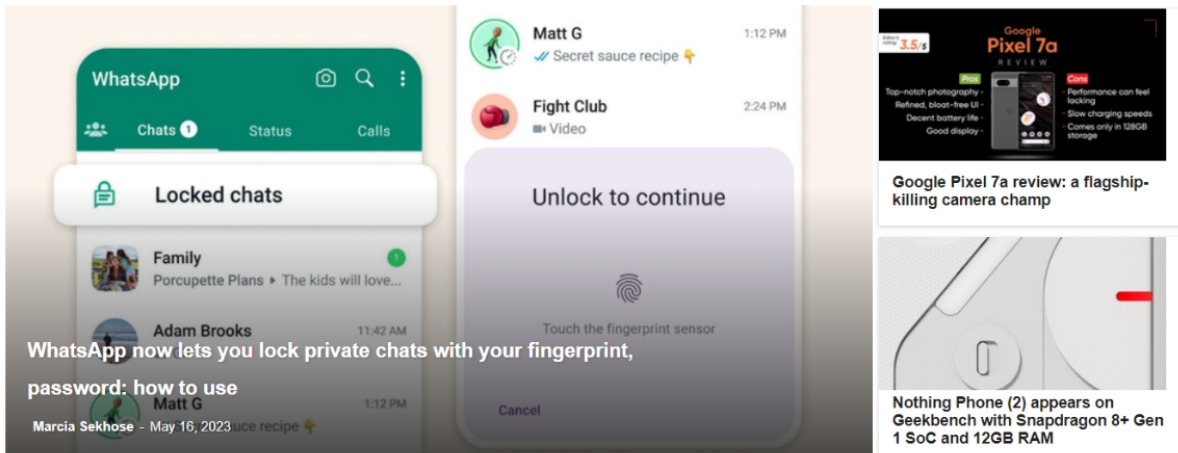 WhatsApp
Chats 1
Status
Calls
Locked chats
Family
1
Porcupette Plans ▸ The kids will love...
Adam Brooks
11:42 AM
Matt G
1:12 PM
Secret sauce recipe 👇
Fight Club
2:24 PM
Video
Unlock to continue
Touch the fingerprint sensor
Cancel
Matt G
1:12 PM
uce recipe 👇
WhatsApp now lets you lock private chats with your fingerprint,
password: how to use
Marcia Sekhose - May 16, 2023
3.5/5
Google
Pixel 7a
REVIEW
Pros
Top-notch photography -
Refined, bloat-free UI -
Decent battery life -
Good display -
Cons
- Performance can feel
lacking
- Slow charging speeds
- Comes only in 128GB
storage
Google Pixel 7a review: a flagship-
killing camera champ
Nothing Phone (2) appears on
Geekbench with Snapdragon 8+ Gen
1 SoC and 12GB RAM